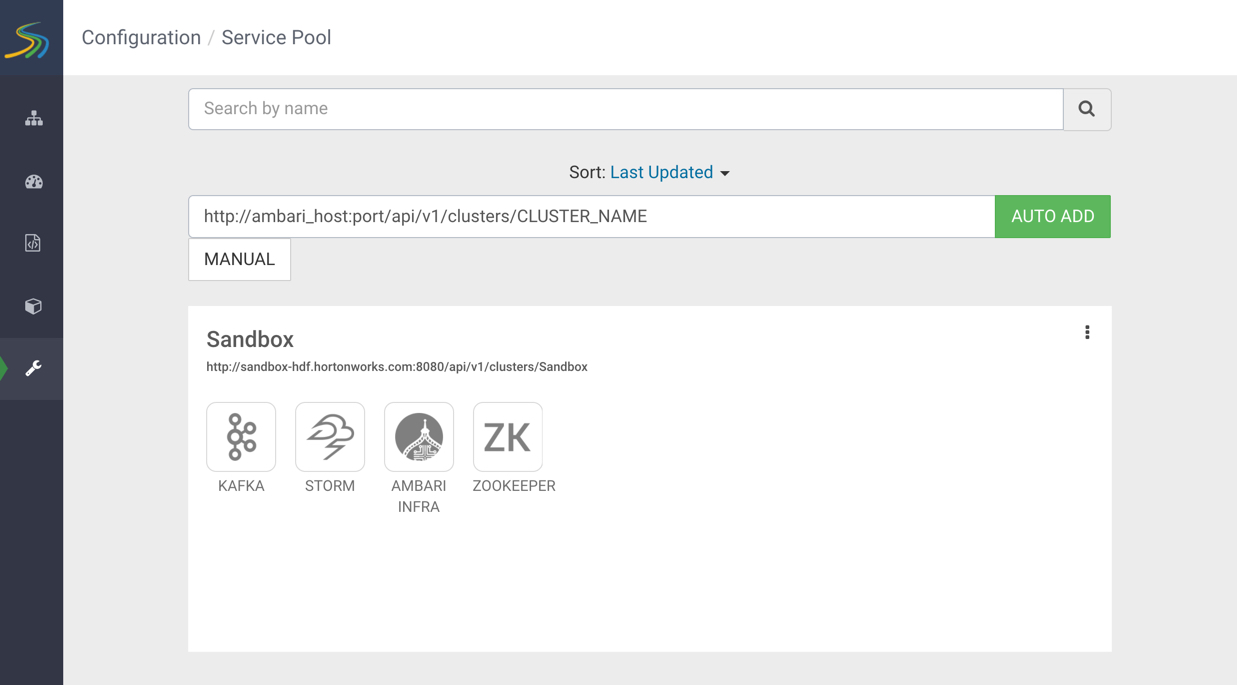 Configuration / Service Pool
Search by name
Sort: Last Updated
http://ambari_host:port/api/v1/clusters/CLUSTER_NAME
AUTO ADD
MANUAL
Sandbox
http://sandbox-hdf.hortonworks.com:8080/api/v1/clusters/Sandbox
ZK
KAFKA
STORM
AMBARI
INFRA
ZOOKEEPER